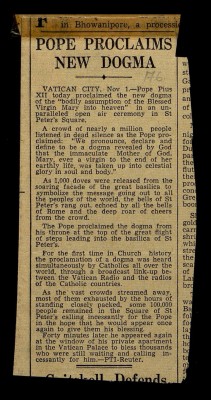 in Bhowanipore, a processi
POPE PROCLAIMS
NEW DOGMA
VATICAN CITY, Nov 1.—Pope Pius
XII today proclaimed the new dogma
of the "bodily assumption of the Blessed
Virgin Mary into heaven" in an un-
paralleled open air ceremony in St
Peter's Square.
A crowd of nearly a million people
listened in dead silence as the Pope pro-
claimed: "We pronounce, declare and
define to be a dogma revealed by God
that the immaculate Mother of God,
Mary, ever a virgin to the end of her
earthly life, was taken up into celestial
glory in soul and body."
As 1,000 doves were released from the
soaring facade of the great basilica to
symbolize the message going out to all
the peoples of the world, the bells of St
Peter's rang out, echoed by all the bells
of Rome and the deep roar of cheers
from the crowd.
The Pope proclaimed the dogma from
his throne at the top of the great flight
of steps leading into the basilica of St
Peter's.
For the first time in Church history
the proclamation of a dogma was heard
simultaneously by Catholics all over the
world, through a broadcast link-up be-
tween the Vatican Radio and the radios
of the Catholic countries.
As the vast crowds streamed away,
most of them exhausted by the hours of
standing closely packed, some 100,000
people remained in the Square of St
Peter's calling incessantly for the Pope
in the hope that he would appear once
again to give them his blessing.
Forty minutes later he appeared again
at the window of his private apartment
in the Vatican Palace to bless thousands
who were still waiting and calling in-
cessantly for him.—PTI-Reuter.
Defends